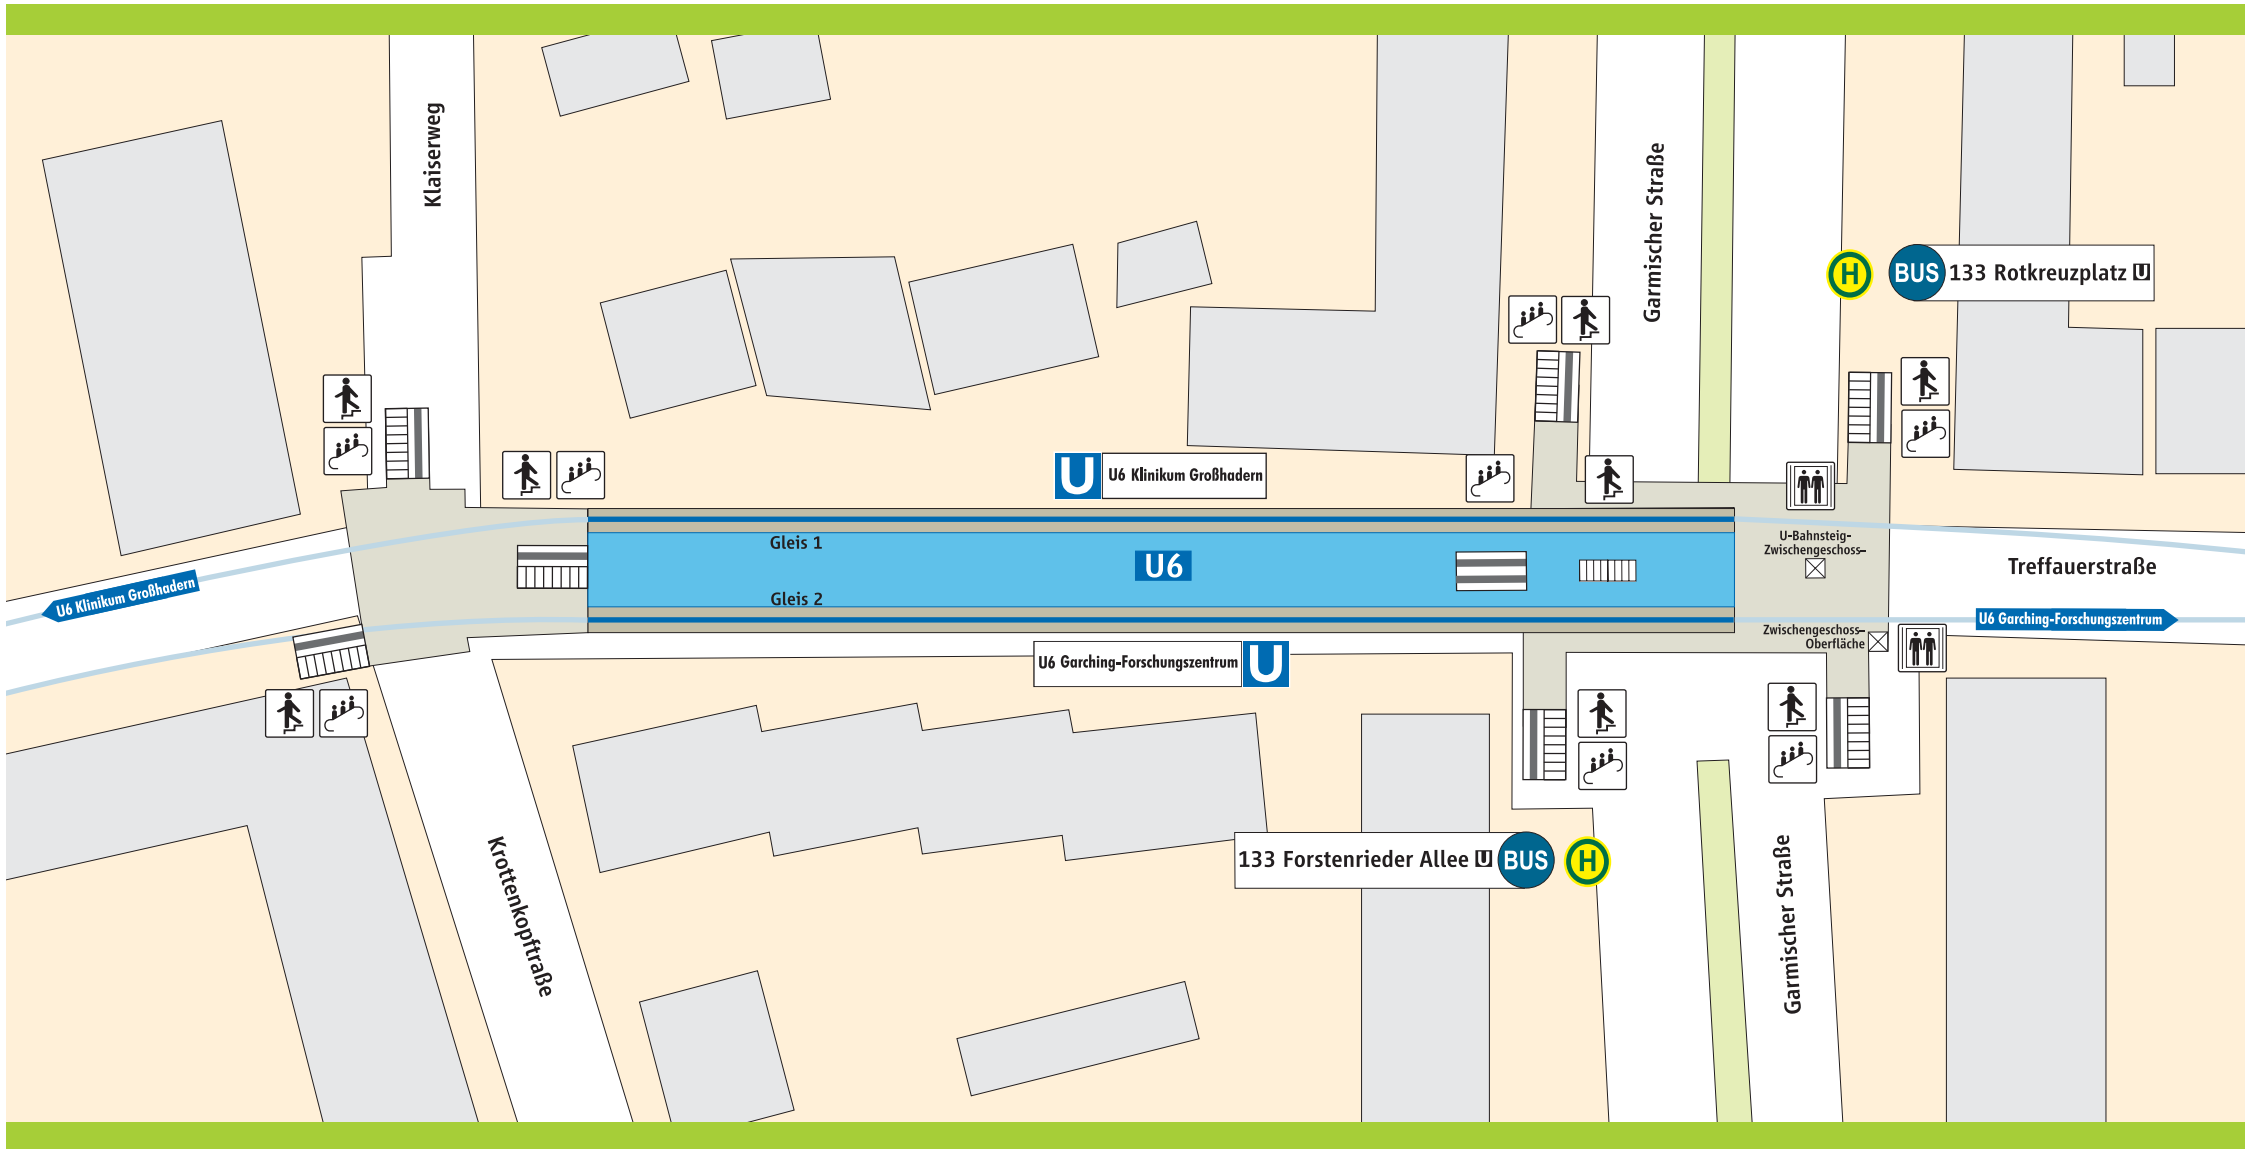 Klaiserweg
Garmischer Straße
H
BUS
133 Rotkreuzplatz U
U
U6 Klinikum Großhadern
Gleis 1
U6
Gleis 2
U-Bahnsteig-
Zwischengeschoss-
Treffauerstraße
U6 Klinikum Großhadern
U6 Garching-Forschungszentrum
Zwischengeschoss-
Oberfläche
U6 Garching-Forschungszentrum
U
133 Forstenrieder Allee U
BUS
H
Krottenkopftraße
Garmischer Straße